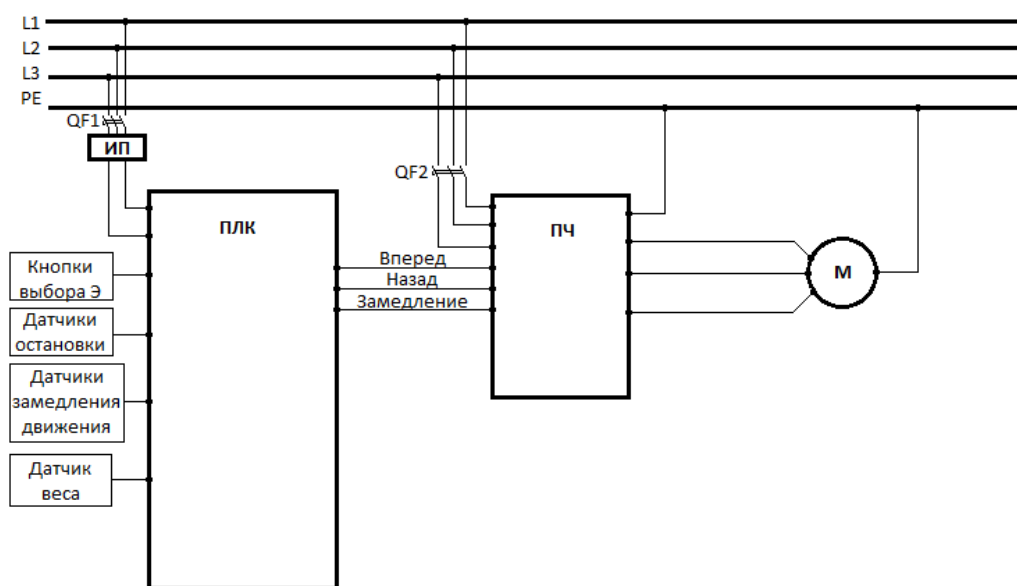 L1
L2
L3
PE
QF1
ИП
QF2
ПЛК
ПЧ
Кнопки
выбора Э
Вперед
Назад
Замедление
М
Датчики
остановки
Датчики
замедления
движения
Датчик
веса